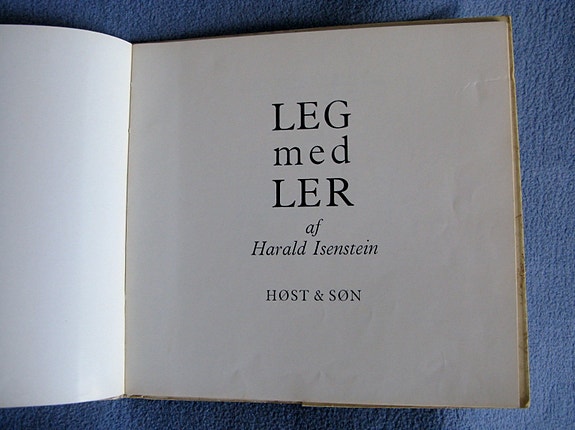 LEG
med
LER
af
Harald Isenstein
HØST & SØN